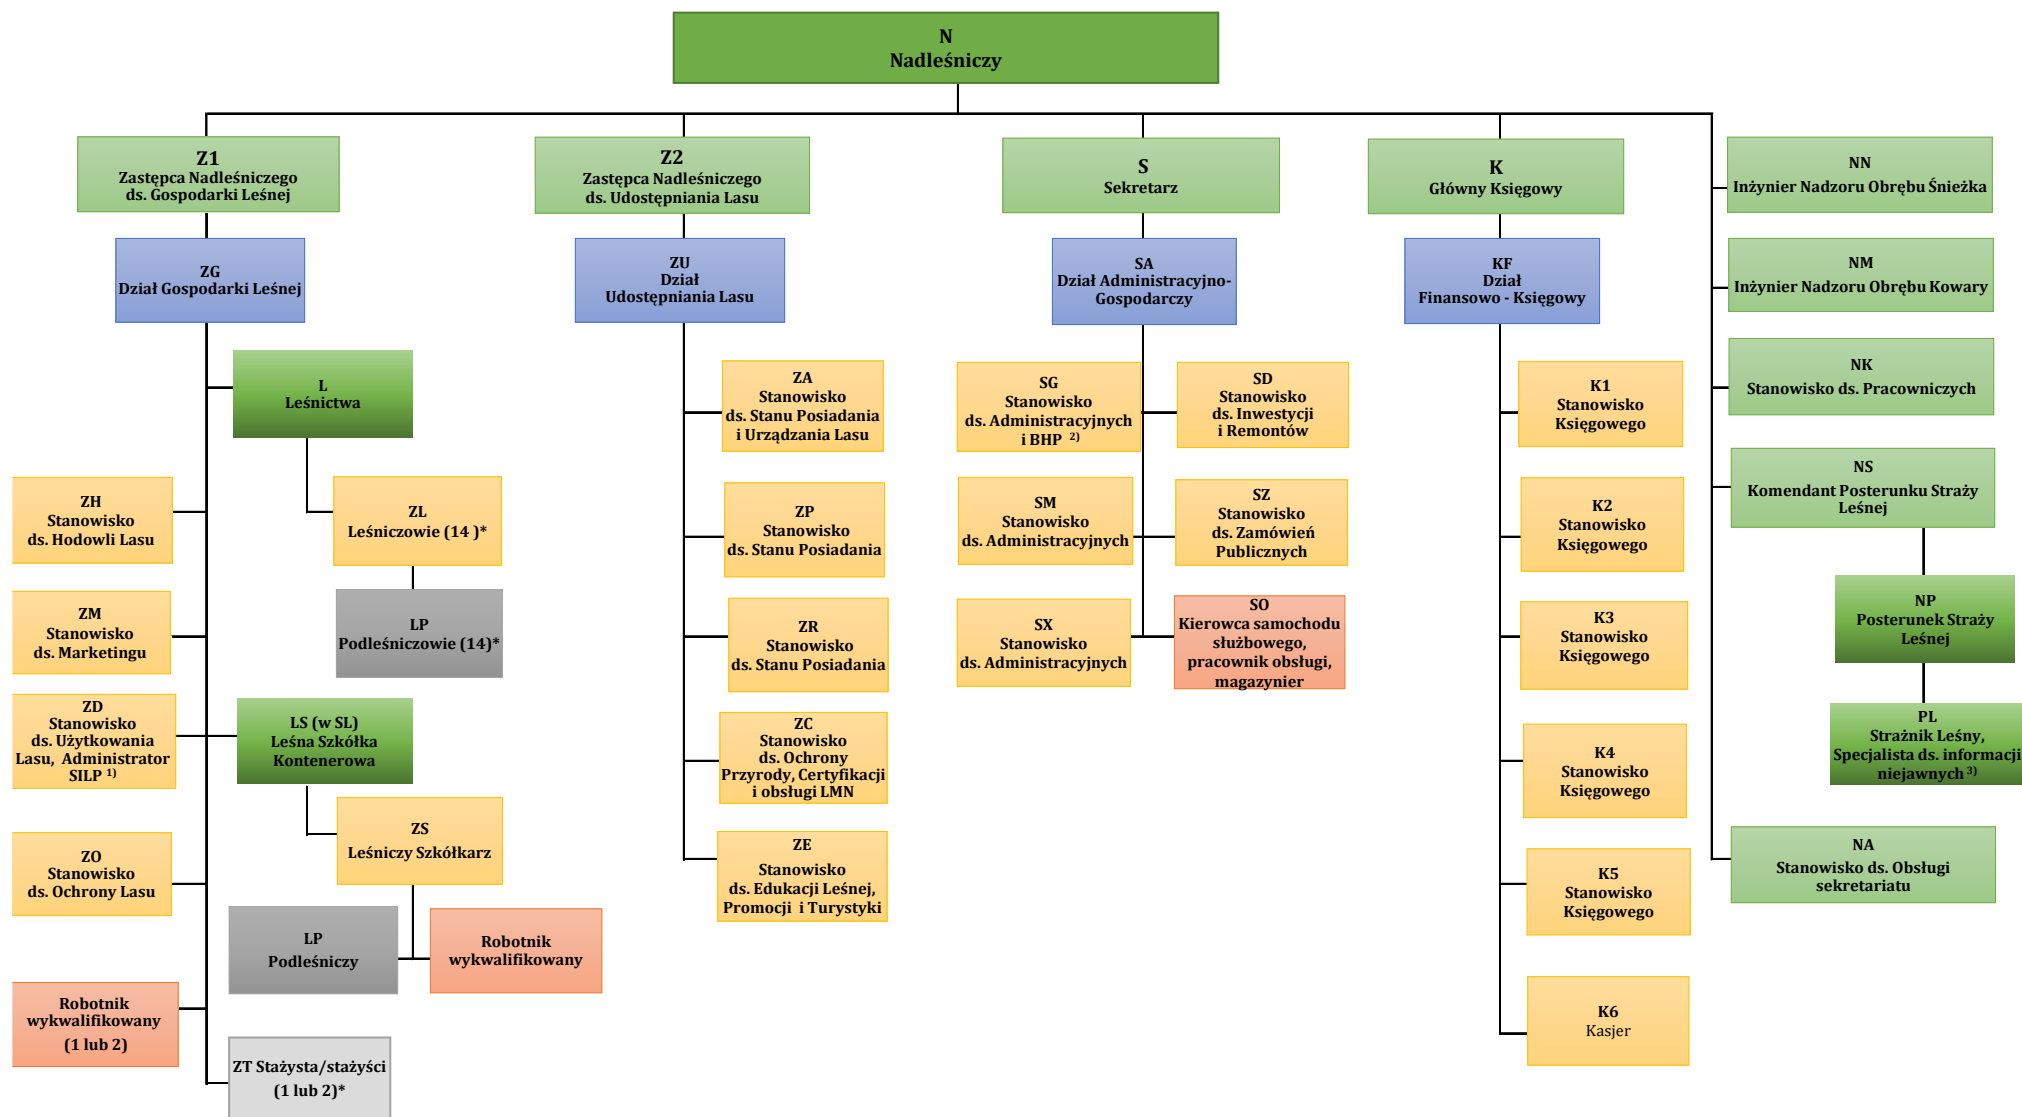 N
Nadleśniczy
Z1
Zastępca Nadleśniczego
ds. Gospodarki Leśnej
Z2
Zastępca Nadleśniczego
ds. Udostępniania Lasu
S
Sekretarz
K
Główny Księgowy
NN
Inżynier Nadzoru Obrębu Śnieżka
ZG
Dział Gospodarki Leśnej
ZU
Dział
Udostępniania Lasu
SA
Dział Administracyjno-
Gospodarczy
KF
Dział
Finansowo - Księgowy
NM
Inżynier Nadzoru Obrębu Kowary
L
Leśnictwa
ZA
Stanowisko
ds. Stanu Posiadania
i Urządzania Lasu
SG
Stanowisko
ds. Administracyjnych
i BHP 2)
SD
Stanowisko
ds. Inwestycji
i Remontów
K1
Stanowisko
Księgowego
NK
Stanowisko ds. Pracowniczych
NS
Komendant Posterunku Straży
Leśnej
ZH
Stanowisko
ds. Hodowli Lasu
ZL
Leśniczowie (14 )*
ZP
Stanowisko
ds. Stanu Posiadania
SM
Stanowisko
ds. Administracyjnych
SZ
Stanowisko
ds. Zamówień
Publicznych
K2
Stanowisko
Księgowego
NP
Posterunek Straży
Leśnej
ZM
Stanowisko
ds. Marketingu
LP
Podleśniczowie (14)*
ZR
Stanowisko
ds. Stanu Posiadania
SX
Stanowisko
ds. Administracyjnych
SO
Kierowca samochodu
służbowego,
pracownik obsługi,
magazynier
K3
Stanowisko
Księgowego
ZD
Stanowisko
ds. Użytkowania
Lasu, Administrator
SILP 1)
LS (w SL)
Leśna Szkółka
Kontenerowa
ZC
Stanowisko
ds. Ochrony
Przyrody, Certyfikacji
i obsługi LMN
K4
Stanowisko
Księgowego
PL
Strażnik Leśny,
Specjalista ds. informacji
niejawnych 3)
ZO
Stanowisko
ds. Ochrony Lasu
ZS
Leśniczy Szkółkarz
ZE
Stanowisko
ds. Edukacji Leśnej,
Promocji i Turystyki
K5
Stanowisko
Księgowego
NA
Stanowisko ds. Obsługi
sekretariatu
LP
Podleśniczy
Robotnik
wykwalifikowany
Robotnik
wykwalifikowany
(1 lub 2)
K6
Kasjer
ZT Stażysta/stażyści
(1 lub 2)*